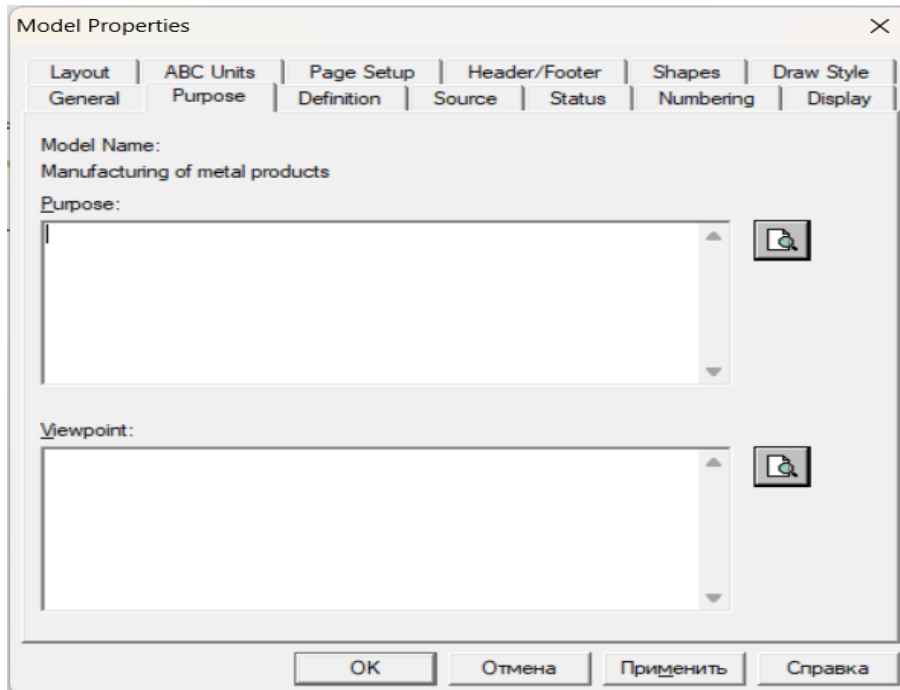 Model Properties
Layout ABC Units Page Setup Header/Footer Shapes Draw Style
General Purpose Definition Source Status Numbering Display
Model Name:
Manufacturing of metal products
Purpose:
Viewpoint:
OK Отмена Применить Справка